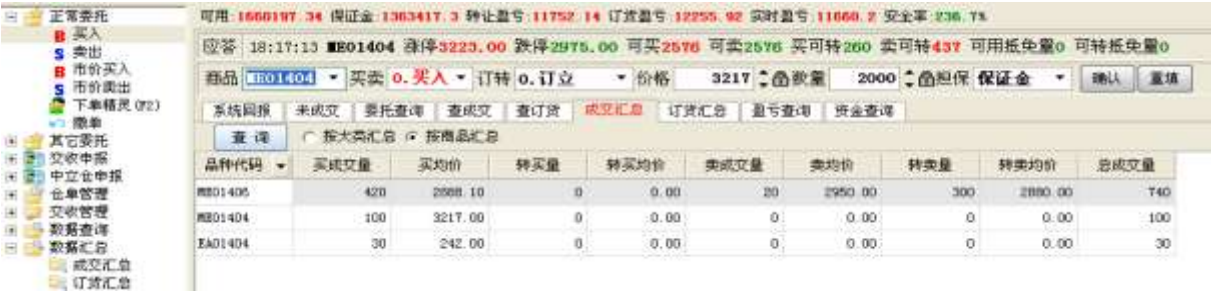 正常委托
B 买入
S 卖出
B 市价买入
S 市价卖出
下单精灵(F2)
撤单
其它委托
交收申报
中立仓申报
仓单管理
交收管理
数据查询
数据汇总
成交汇总
订货汇总
可用:1666197.34 保证金:1363417.3 转让盈亏:11752.14 订货盈亏:12255.92 实时盈亏:11660.2 安全率:236.7%
应答 18:17:13 ME01404 涨停3223.00 跌停2975.00 可买2576 可卖2576 买可转260 卖可转437 可用抵免量0 可转抵免量0
商品 ME01404 买卖 0.买入 订转 0.订立 价格 3217 数量 2000 担保 保证金 确认 重填
系统回报 未成交 委托查询 查成交 查订货 成交汇总 订货汇总 盈亏查询 资金查询
查 询 按大类汇总 按商品汇总
品种代码 买成交量 买均价 转买量 转买均价 卖成交量 卖均价 转卖量 转卖均价 总成交量
ME01406 420 2888.10 0 0.00 20 2950.00 300 2880.00 740
ME01404 100 3217.00 0 0.00 0 0.00 0 0.00 100
EA01404 30 242.00 0 0.00 0 0.00 0 0.00 30